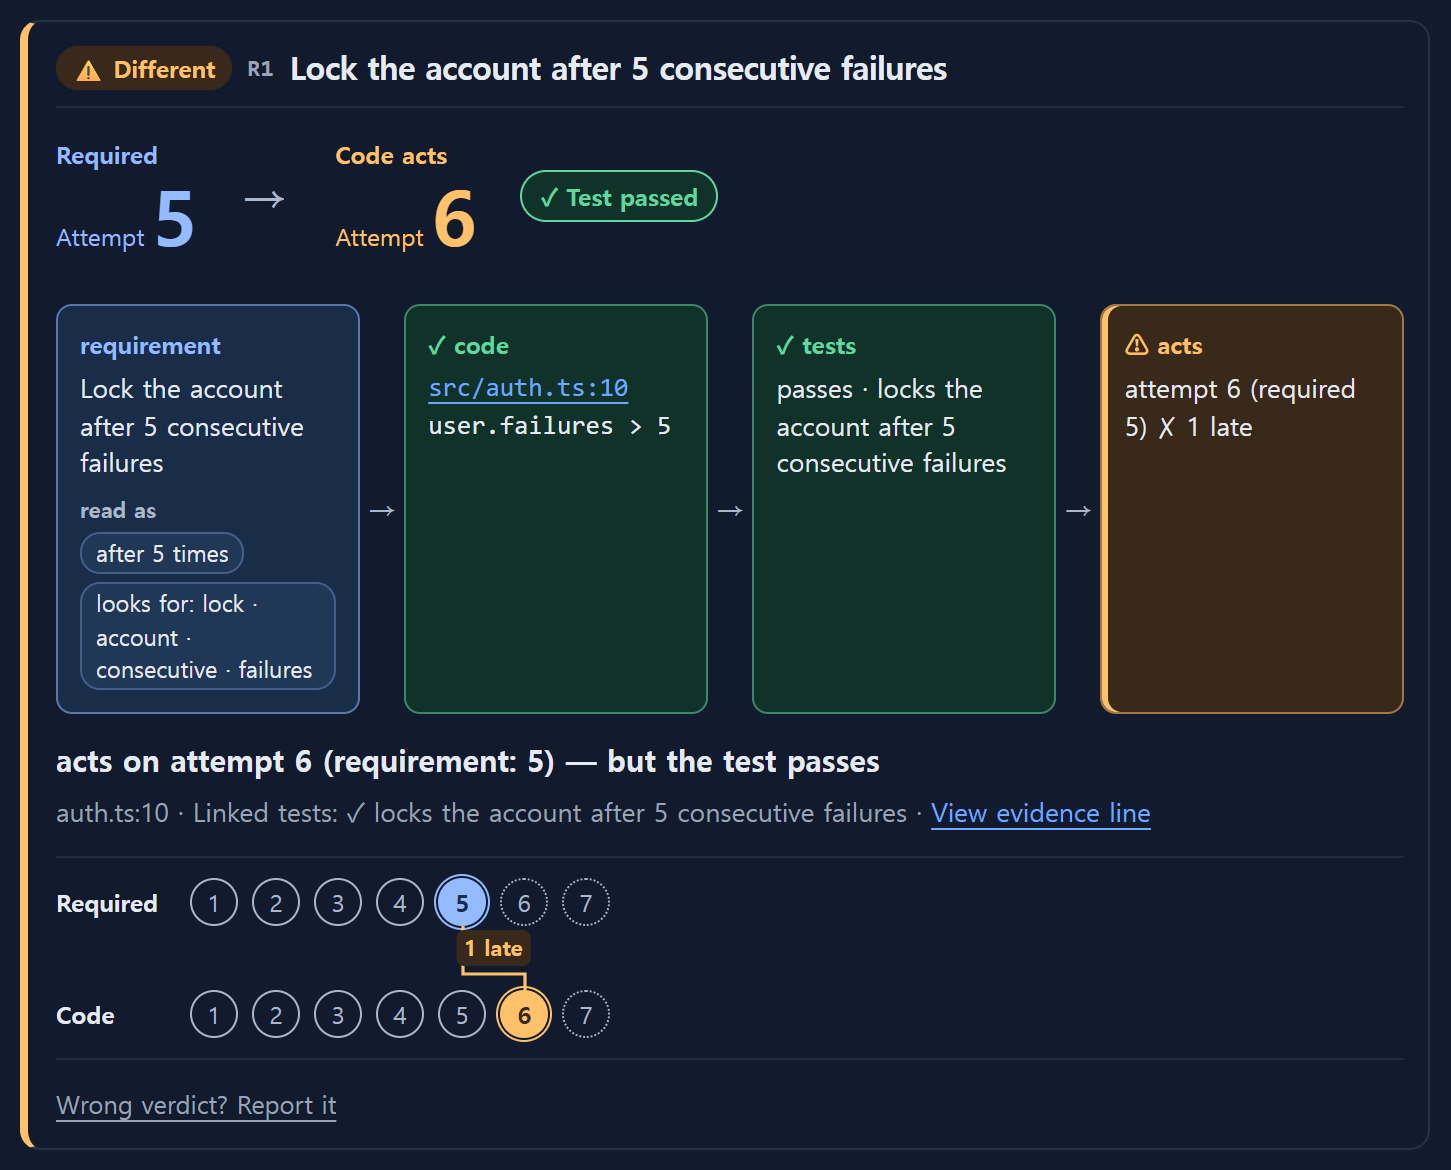 ⚠ Different R1 Lock the account after 5 consecutive failures
Required
Attempt 5
→
Code acts
Attempt 6
✓ Test passed
requirement
Lock the account
after 5 consecutive
failures
read as
after 5 times
looks for: lock ·
account ·
consecutive · failures
→
✓ code
src/auth.ts:10
user.failures > 5
→
✓ tests
passes · locks the
account after 5
consecutive failures
→
⚠ acts
attempt 6 (required
5) ✗ 1 late
acts on attempt 6 (requirement: 5) — but the test passes
auth.ts:10 · Linked tests: ✓ locks the account after 5 consecutive failures · View evidence line
Required 1 2 3 4 5 6 7
1 late
Code 1 2 3 4 5 6 7
Wrong verdict? Report it